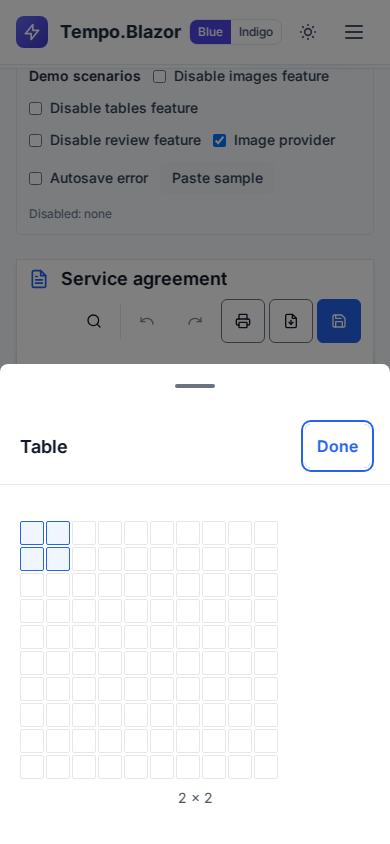 Tempo.Blazor Blue Indigo
Demo scenarios Disable images feature
Disable tables feature
Disable review feature Image provider
Autosave error Paste sample
Disabled: none
Service agreement
Table Done
2 × 2